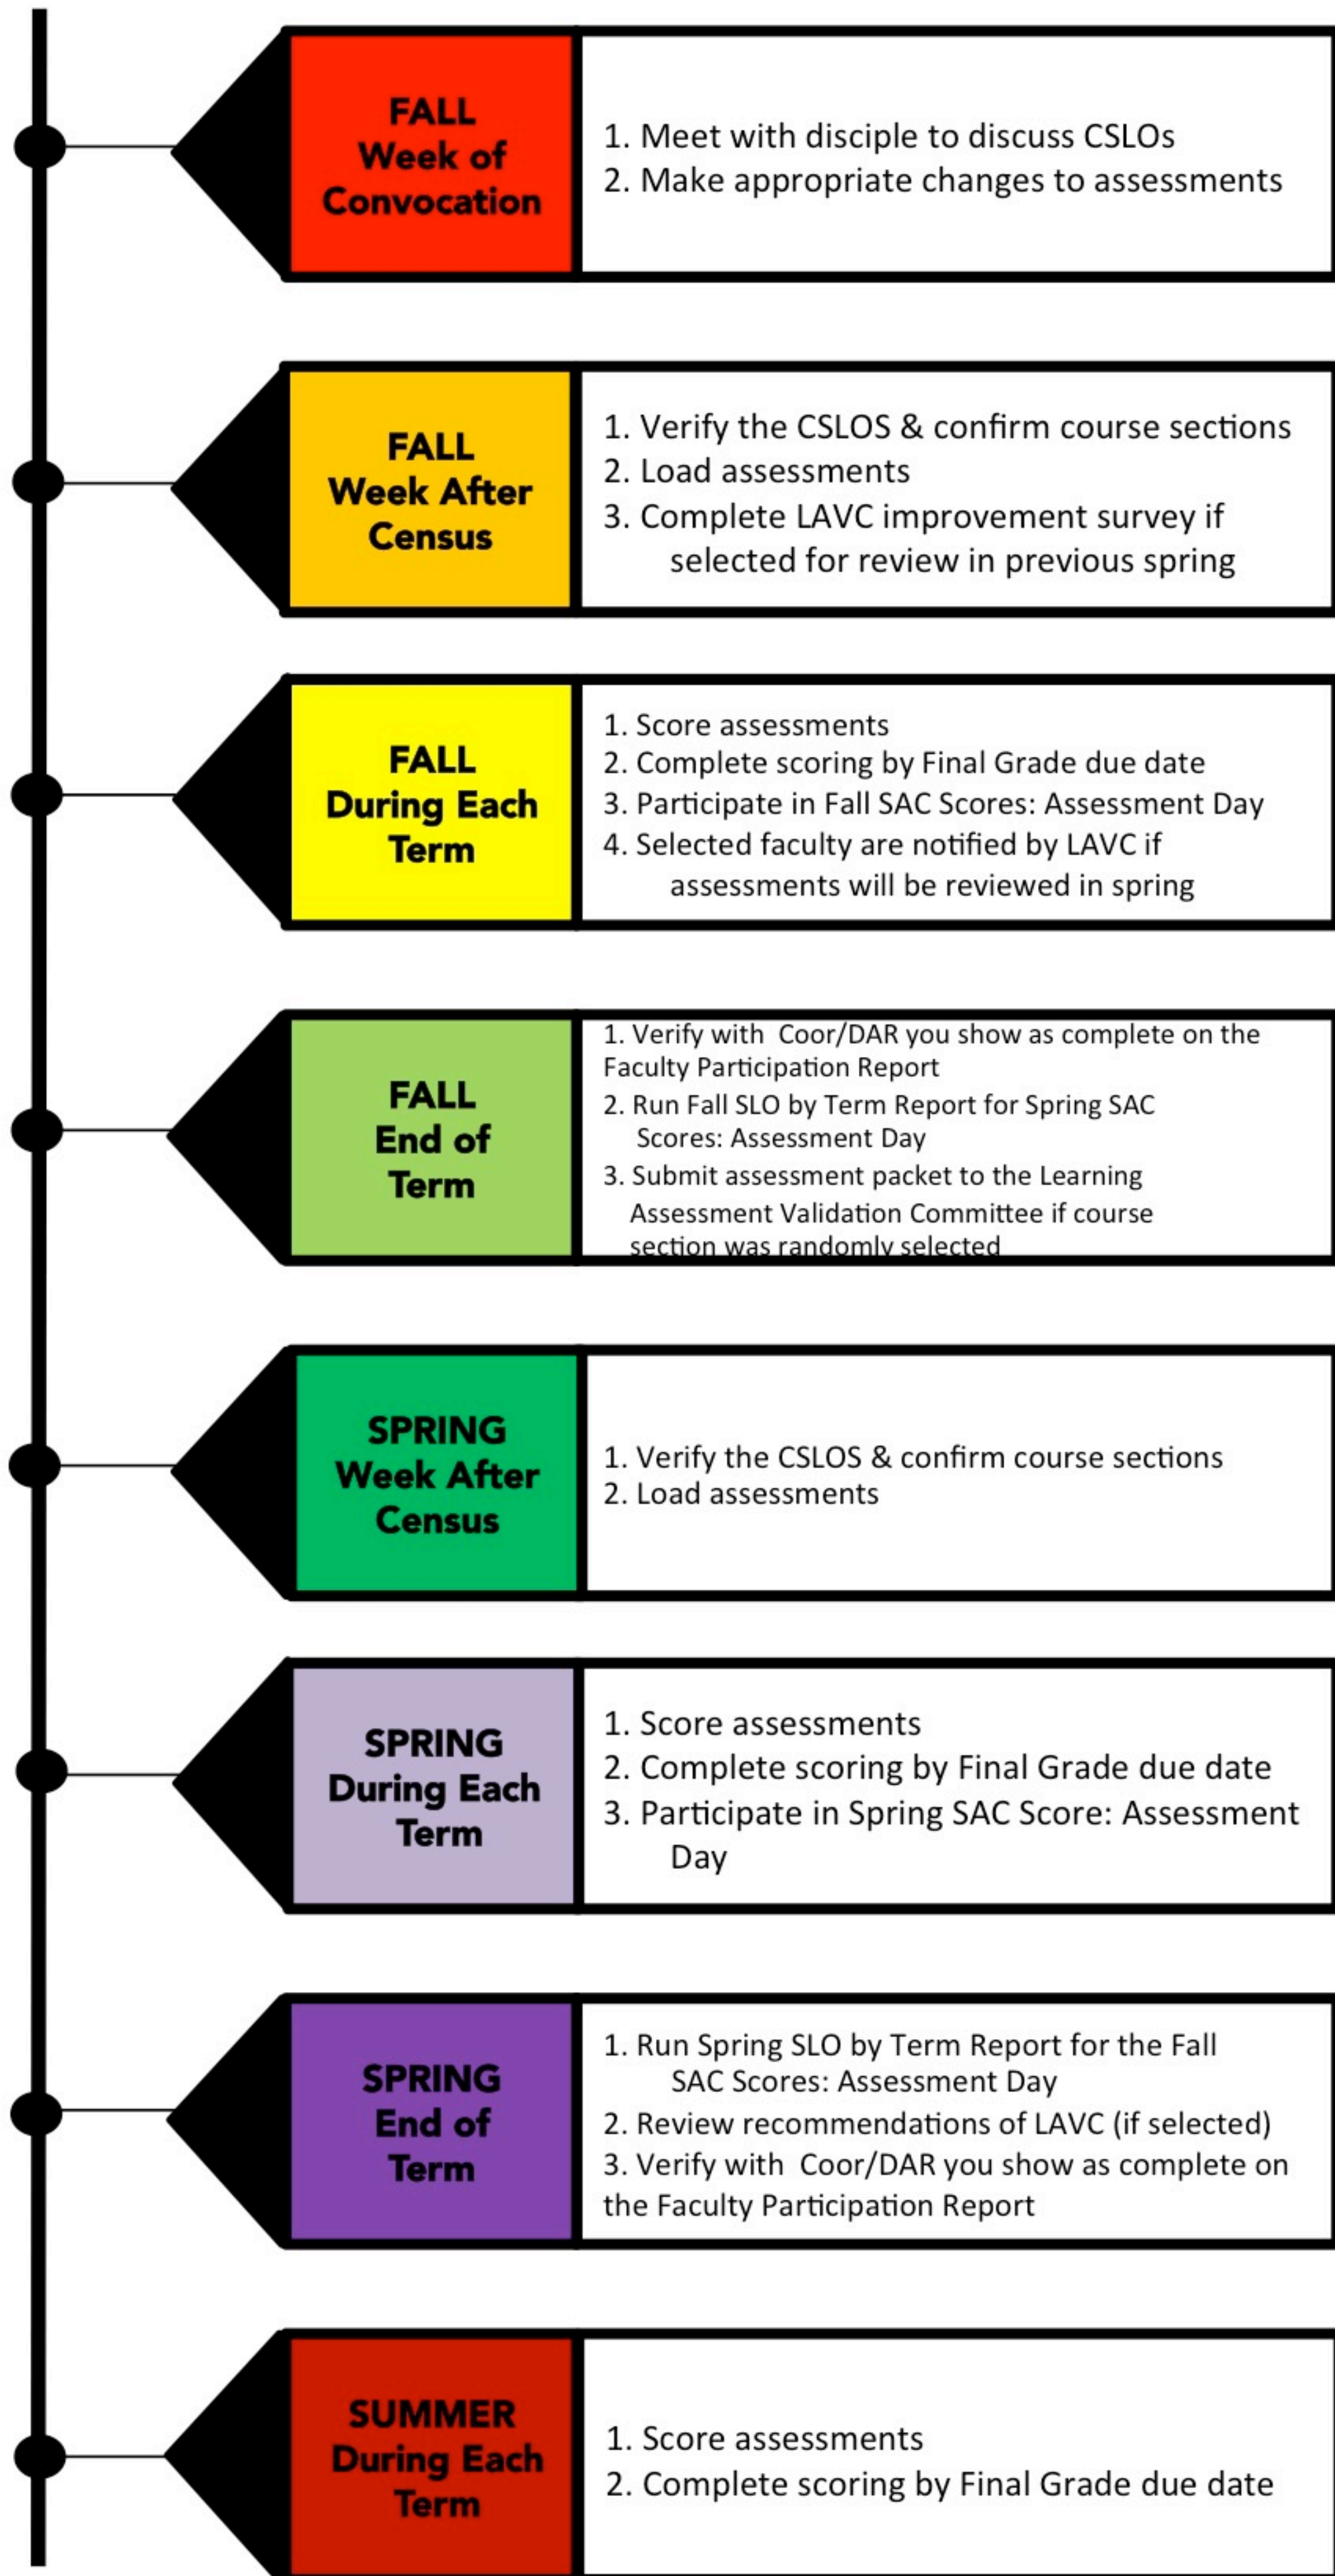 FALL
Week of
Convocation
1. Meet with disciple to discuss CSLOs
2. Make appropriate changes to assessments
FALL
Week After
Census
1. Verify the CSLOS & confirm course sections
2. Load assessments
3. Complete LAVC improvement survey if
selected for review in previous spring
FALL
During Each
Term
1. Score assessments
2. Complete scoring by Final Grade due date
3. Participate in Fall SAC Scores: Assessment Day
4. Selected faculty are notified by LAVC if
assessments will be reviewed in spring
FALL
End of
Term
1. Verify with  Coor/DAR you show as complete on the
Faculty Participation Report
2. Run Fall SLO by Term Report for Spring SAC
Scores: Assessment Day
3. Submit assessment packet to the Learning
Assessment Validation Committee if course
section was randomly selected
SPRING
Week After
Census
1. Verify the CSLOS & confirm course sections
2. Load assessments
SPRING
During Each
Term
1. Score assessments
2. Complete scoring by Final Grade due date
3. Participate in Spring SAC Score: Assessment
Day
SPRING
End of
Term
1. Run Spring SLO by Term Report for the Fall
SAC Scores: Assessment Day
2. Review recommendations of LAVC (if selected)
3. Verify with  Coor/DAR you show as complete on
the Faculty Participation Report
SUMMER
During Each
Term
1. Score assessments
2. Complete scoring by Final Grade due date